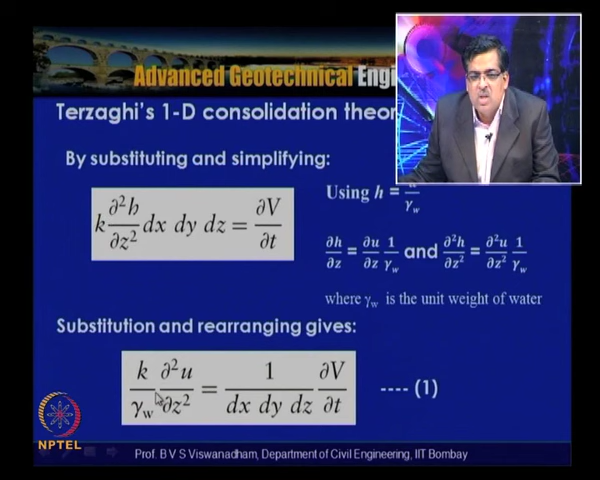 Advanced Geotechnical Engi
Terzaghi's 1-D consolidation theor
By substituting and simplifying:
Using h = /γw
k ∂²h/∂z² dx dy dz = ∂V/∂t
∂h/∂z = ∂u/∂z 1/γw and ∂²h/∂z² = ∂²u/∂z² 1/γw
where γw is the unit weight of water
Substitution and rearranging gives:
k/γw ∂²u/∂z² = 1/(dx dy dz) ∂V/∂t ---- (1)
NPTEL
Prof. B V S Viswanadham, Department of Civil Engineering, IIT Bombay